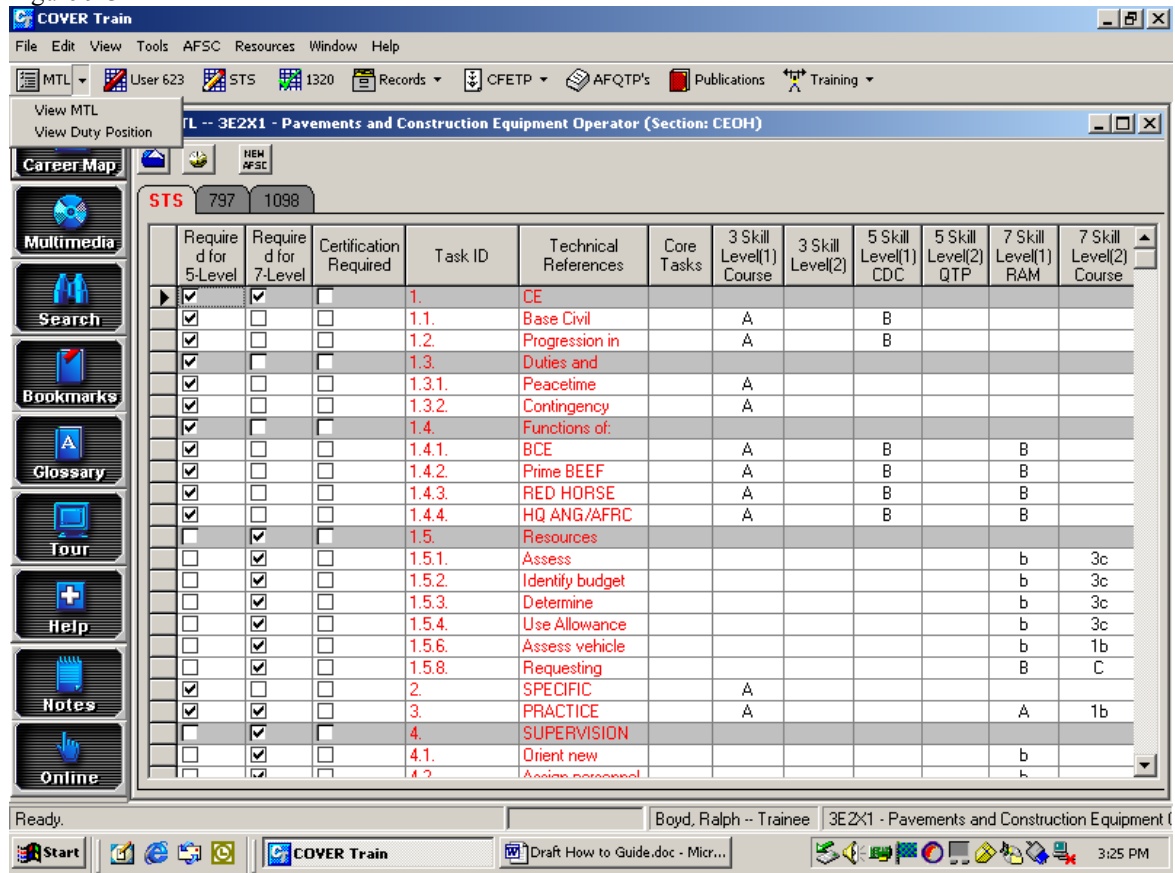 COVER Train
File Edit View Tools AFSC Resources Window Help
MTL User 623 STS 1320 Records CFETP AFQTP's Publications Training
View MTL
View Duty Position
TL -- 3E2X1 - Pavements and Construction Equipment Operator (Section: CEOH)
NEW AFSC
Career Map
Multimedia
Search
Bookmarks
Glossary
Tour
Help
Notes
Online
STS 797 1098
Require d for 5-Level Require d for 7-Level Certification Required Task ID Technical References Core Tasks 3 Skill Level(1) Course 3 Skill Level(2) 5 Skill Level(1) CDC 5 Skill Level(2) QTP 7 Skill Level(1) RAM 7 Skill Level(2) Course
1. CE
1.1. Base Civil A B
1.2. Progression in A B
1.3. Duties and
1.3.1. Peacetime A
1.3.2. Contingency A
1.4. Functions of:
1.4.1. BCE A B B
1.4.2. Prime BEEF A B B
1.4.3. RED HORSE A B B
1.4.4. HQ ANG/AFRC A B B
1.5. Resources
1.5.1. Assess b 3c
1.5.2. Identify budget b 3c
1.5.3. Determine b 3c
1.5.4. Use Allowance b 3c
1.5.6. Assess vehicle b 1b
1.5.8. Requesting B C
2. SPECIFIC A
3. PRACTICE A A 1b
4. SUPERVISION
4.1. Orient new b
4.2. Assign personnel b
Ready. Boyd, Ralph -- Trainee 3E2X1 - Pavements and Construction Equipment
Start COVER Train Draft How to Guide.doc - Micr... 3:25 PM